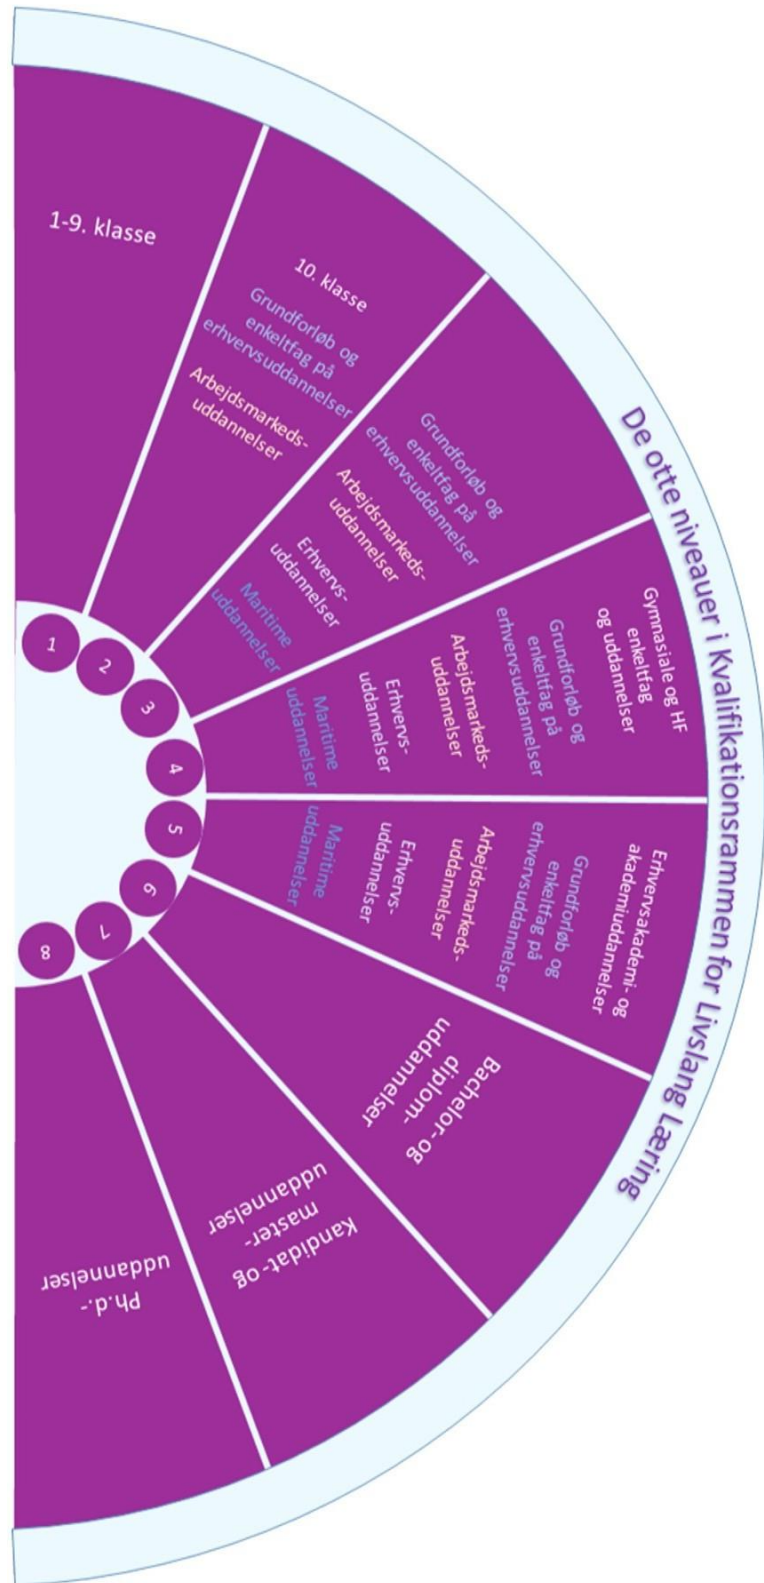 De otte niveauer i Kvalifikationsrammen for Livslang Læring
1-9. klasse
1
10. klasse
Grundforløb og
enkeltfag på
erhvervsuddannelser
Arbejdsmarkeds-
uddannelser
2
Grundforløb og
enkeltfag på
erhvervsuddannelser
Arbejdsmarkeds-
uddannelser
Erhvervs-
uddannelser
Maritime
uddannelser
3
Gymnasiale og HF
enkeltfag
og uddannelser
Grundforløb og
enkeltfag på
erhvervsuddannelser
Arbejdsmarkeds-
uddannelser
Erhvervs-
uddannelser
Maritime
uddannelser
4
Erhvervsakademi- og
akademiuddannelser
Grundforløb og
enkeltfag på
erhvervsuddannelser
Arbejdsmarkeds-
uddannelser
Erhvervs-
uddannelser
Maritime
uddannelser
5
Bachelor- og
diplom-
uddannelser
6
Kandidat- og
master-
uddannelser
7
Ph.d.-
uddannelser
8